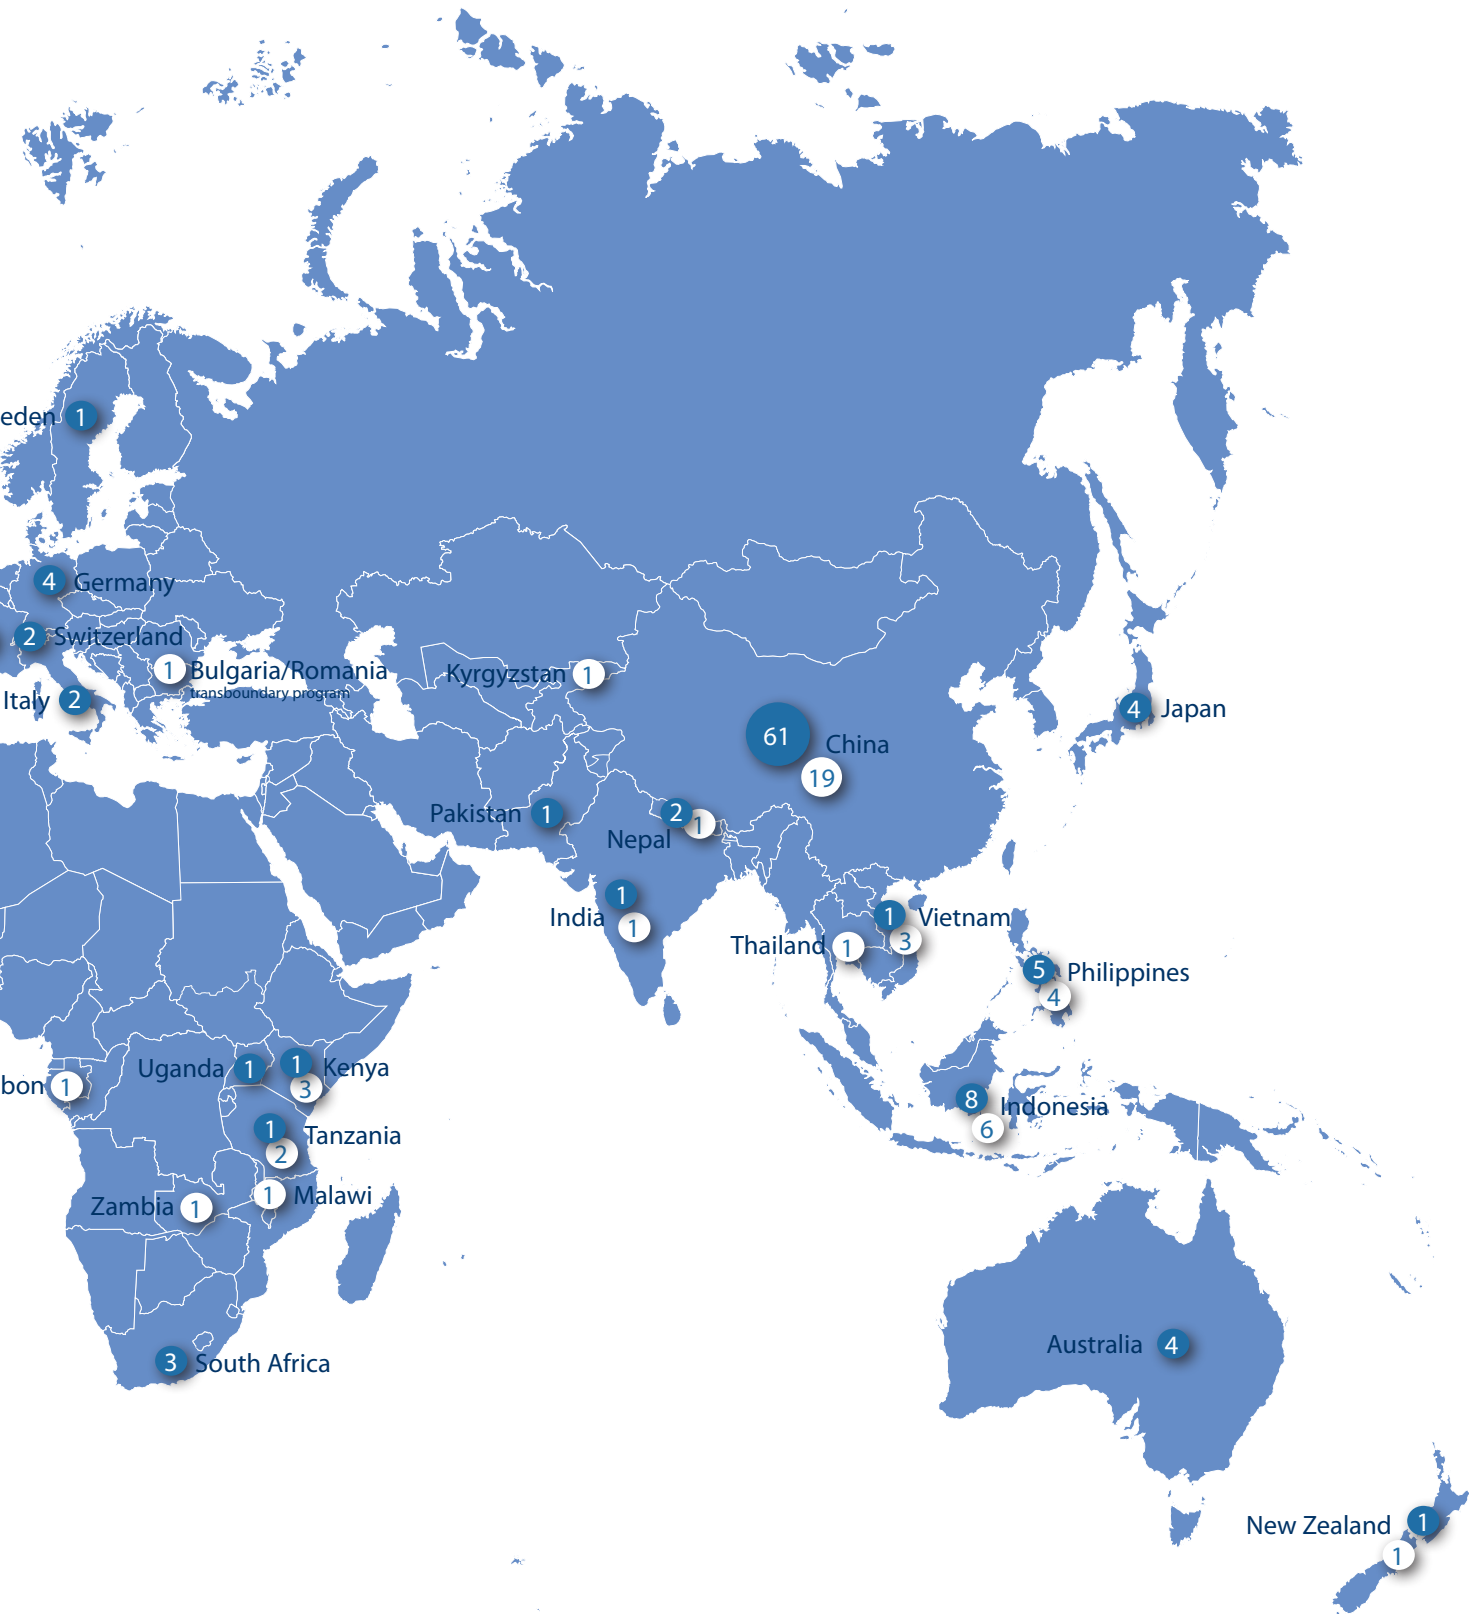 eden 1
4 Germany
2 Switzerland
1 Bulgaria/Romania
transboundary program
Kyrgyzstan 1
Italy 2
4 Japan
61
China
19
Pakistan 1
2
1
Nepal
1
India
1
1 Vietnam
3
Thailand 1
5 Philippines
4
Uganda 1
1 Kenya
3
bon 1
8 Indonesia
6
1 Tanzania
2
1 Malawi
Zambia 1
Australia 4
3 South Africa
New Zealand 1
1